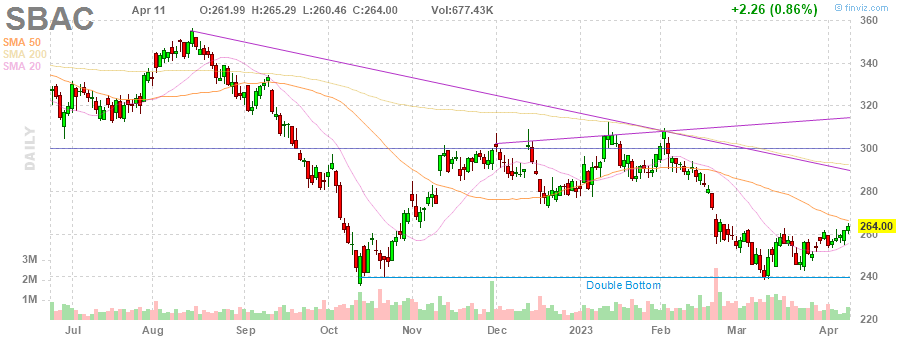 SBAC Apr 11 O:261.99 H:265.29 L:260.46 C:264.00 Vol:677.43K +2.26 (0.86%) © finviz.com
SMA 50
SMA 200
SMA 20
DAILY
360
340
320
300
280
264.00
260
240
220
3M
2M
1M
Double Bottom
Jul Aug Sep Oct Nov Dec 2023 Feb Mar Apr